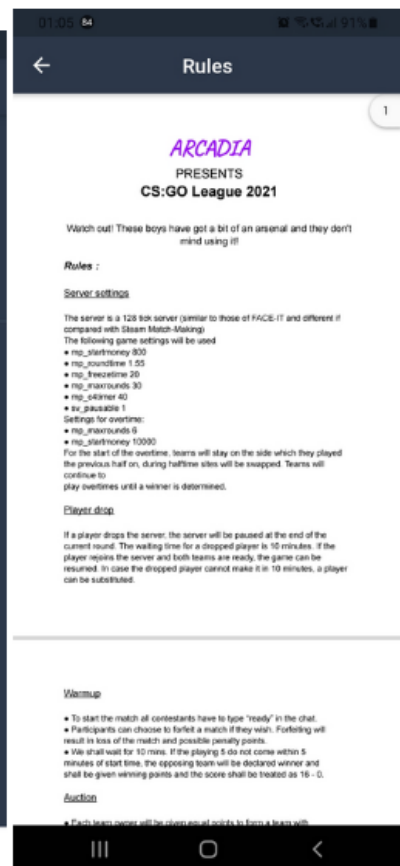 01:05 84 91%
Rules
1
ARCADIA
PRESENTS
CS:GO League 2021
Watch out! These boys have got a bit of an arsenal and they don't
mind using it!
Rules :
Server settings
The server is a 128 tick server (similar to those of FACE-IT and different if
compared with Steam Match-Making)
The following game settings will be used
• mp_startmoney 800
• mp_roundtime 1.55
• mp_freezetime 20
• mp_maxrounds 30
• mp_c4timer 40
• sv_pausable 1
Settings for overtime:
• mp_maxrounds 6
• mp_startmoney 10000
For the start of the overtime, teams will stay on the side which they played
the previous half on, during halftime sites will be swapped. Teams will
continue to
play overtimes until a winner is determined.
Player drop
If a player drops the server, the server will be paused at the end of the
current round. The waiting time for a dropped player is 10 minutes. If the
player rejoins the server and both teams are ready, the game can be
resumed. In case the dropped player cannot make it in 10 minutes, a player
can be substituted.
Warmup
• To start the match all contestants have to type "ready" in the chat.
• Participants can choose to forfeit a match if they wish. Forfeiting will
result in loss of the match and possible penalty points.
• We shall wait for 10 mins. If the playing 5 do not come within 5
minutes of start time, the opposing team will be declared winner and
shall be given winning points and the score shall be treated as 16 - 0.
Auction
• Each team owner will be given equal points to form a team with